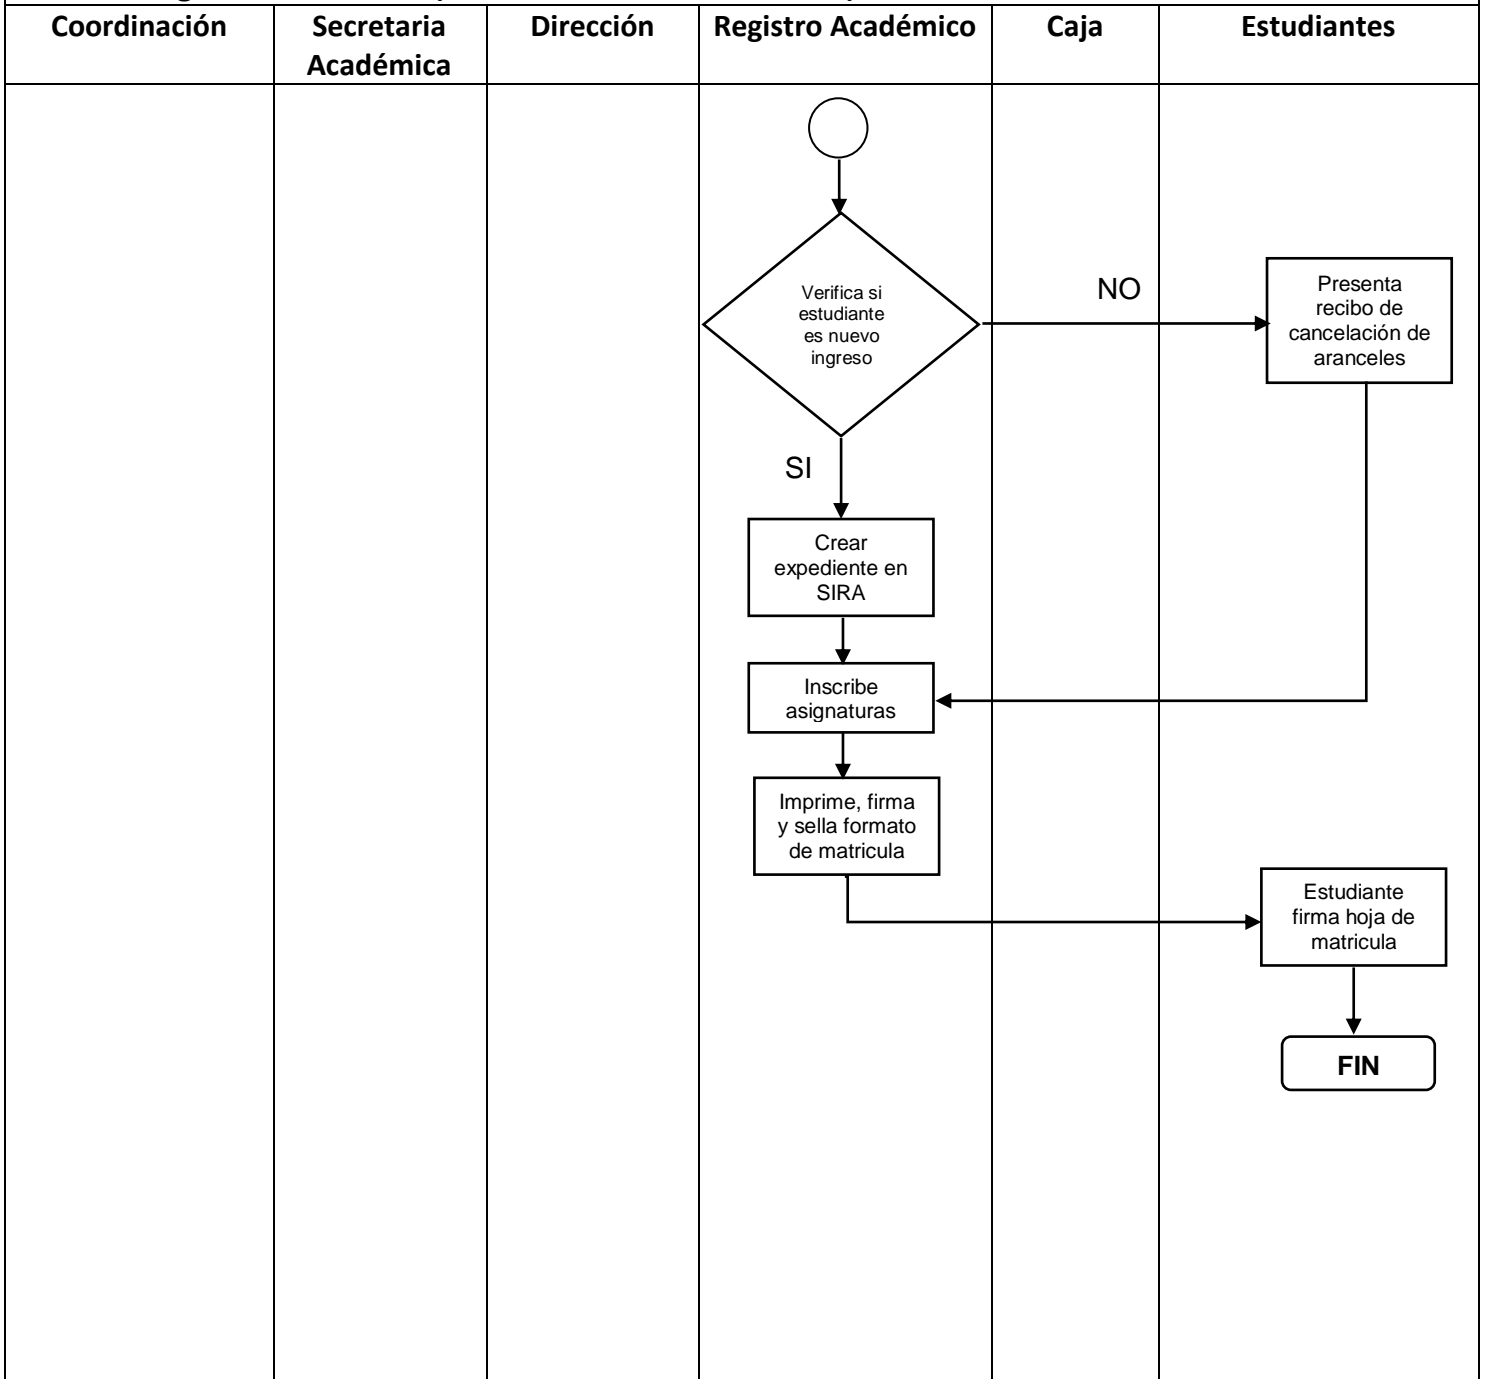 Coordinación
Secretaria
Académica
Dirección
Registro Académico
Caja
Estudiantes
Verifica si
estudiante
es nuevo
ingreso
NO
Presenta
recibo de
cancelación de
aranceles
SI
Crear
expediente en
SIRA
Inscribe
asignaturas
Imprime, firma
y sella formato
de matricula
Estudiante
firma hoja de
matricula
FIN